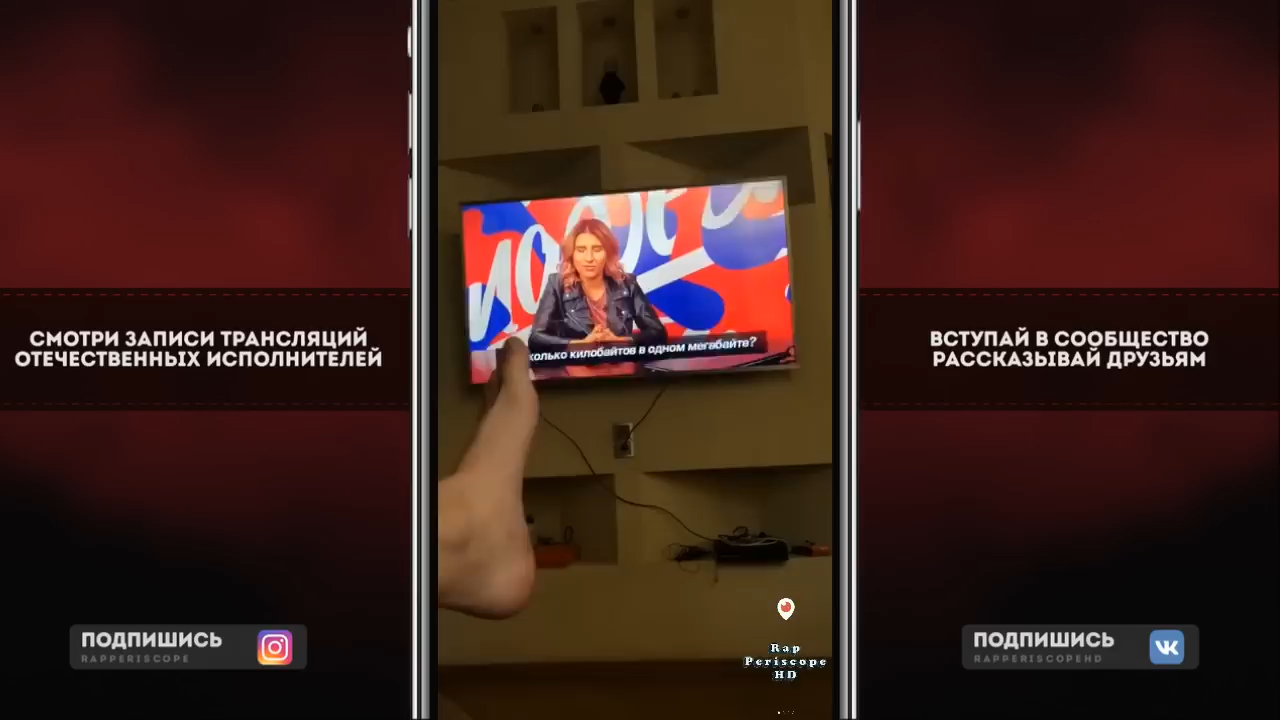 СМОТРИ ЗАПИСИ ТРАНСЛЯЦИЙ
ОТЕЧЕСТВЕННЫХ ИСПОЛНИТЕЛЕЙ
ПОДПИШИСЬ
RAPPERISCOPE
колько килобайтов в одном мегабайте?
Rap
Periscope
HD
ВСТУПАЙ В СООБЩЕСТВО
РАССКАЗЫВАЙ ДРУЗЬЯМ
ПОДПИШИСЬ
RAPPERISCOPEHD